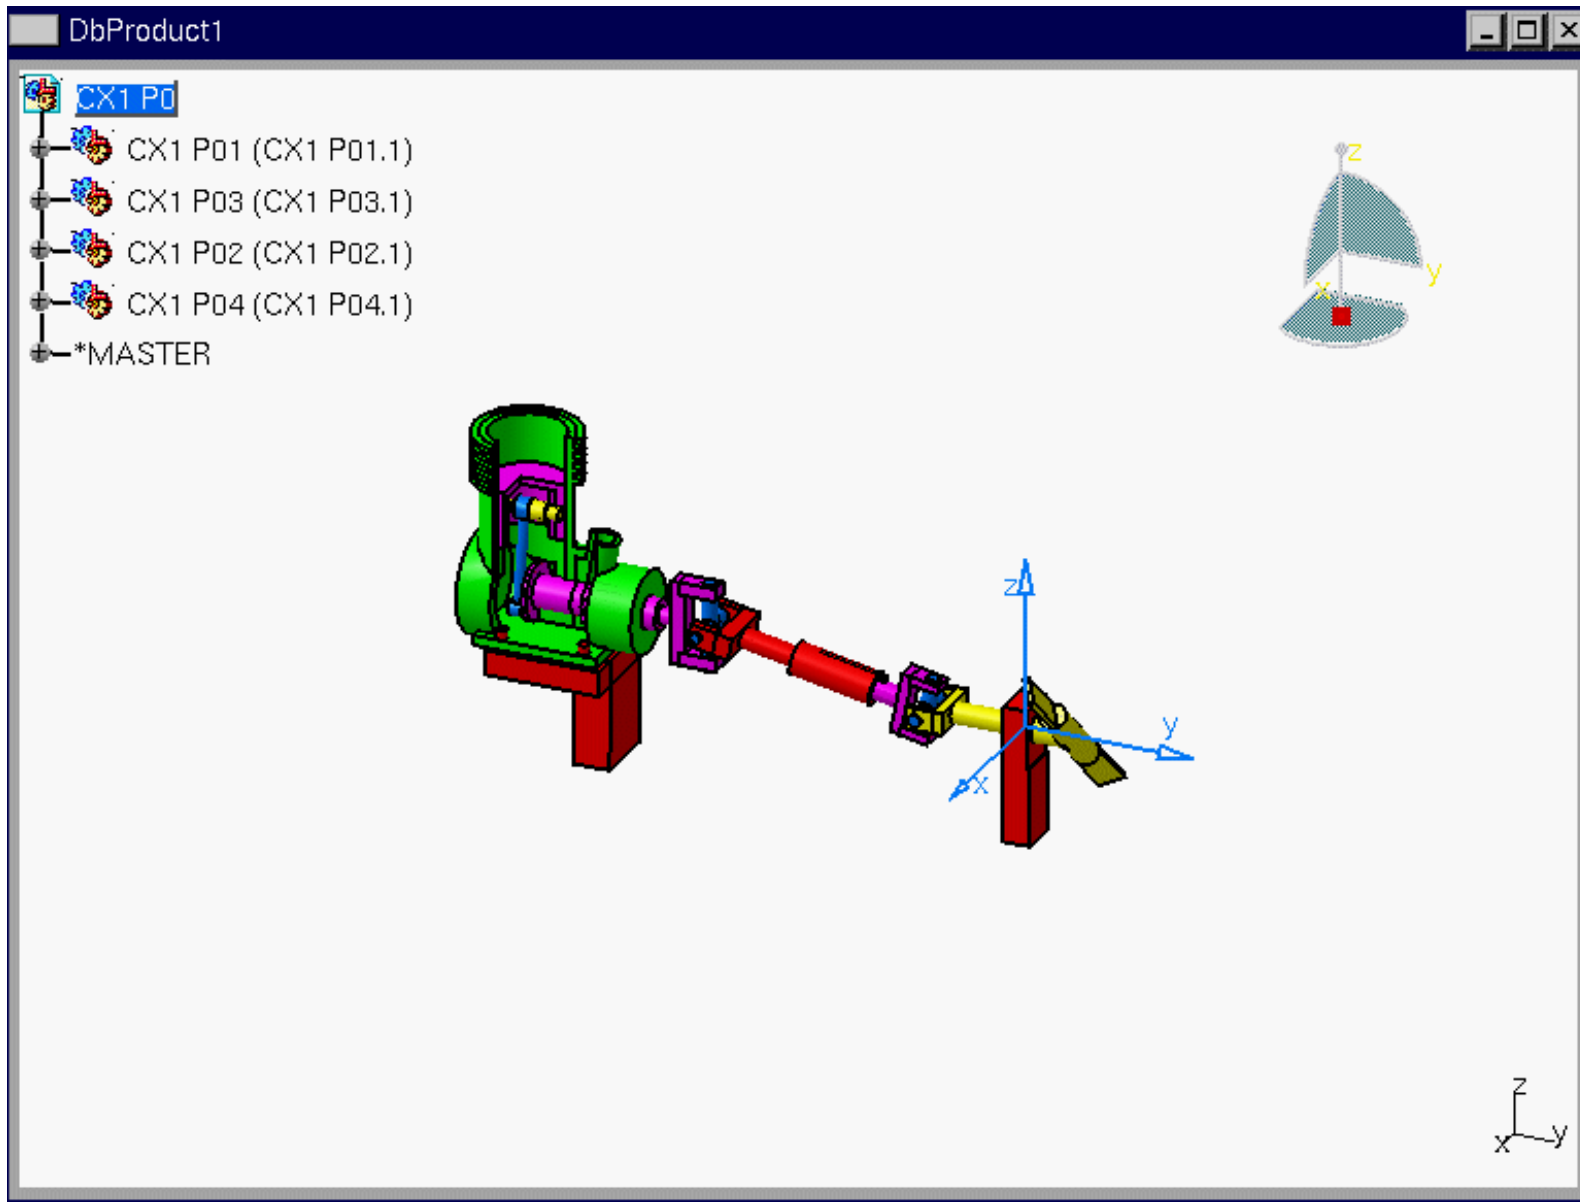 DbProduct1
CX1 P0
CX1 P01 (CX1 P01.1)
CX1 P03 (CX1 P03.1)
CX1 P02 (CX1 P02.1)
CX1 P04 (CX1 P04.1)
*MASTER
z
y
x
z
y
x
z
y
x